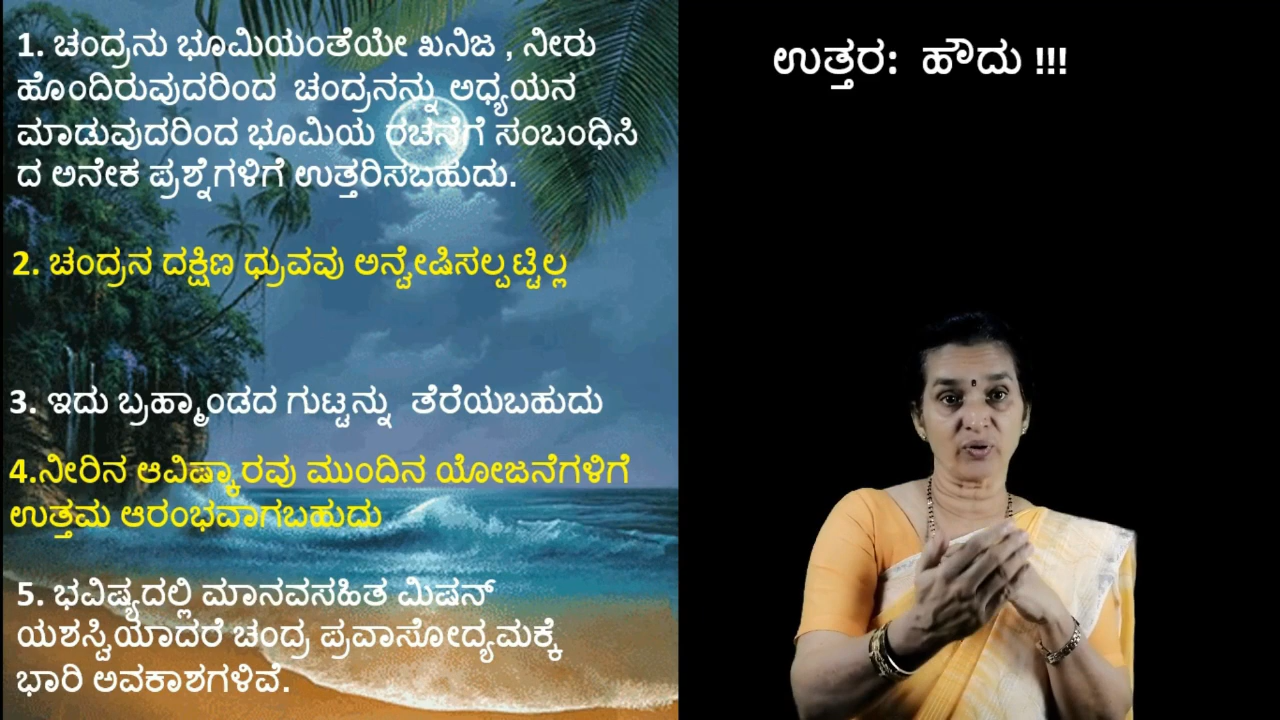 1. ಚಂದ್ರನು ಭೂಮಿಯಂತೆಯೇ ಖನಿಜ , ನೀರು
ಹೊಂದಿರುವುದರಿಂದ ಚಂದ್ರನನ್ನು ಅಧ್ಯಯನ
ಮಾಡುವುದರಿಂದ ಭೂಮಿಯ ರಚನೆಗೆ ಸಂಬಂಧಿಸಿ
ದ ಅನೇಕ ಪ್ರಶ್ನೆಗಳಿಗೆ ಉತ್ತರಿಸಬಹುದು.
2. ಚಂದ್ರನ ದಕ್ಷಿಣ ಧ್ರುವವು ಅನ್ವೇಷಿಸಲ್ಪಟ್ಟಿಲ್ಲ
3. ಇದು ಬ್ರಹ್ಮಾಂಡದ ಗುಟ್ಟನ್ನು ತೆರೆಯಬಹುದು
4.ನೀರಿನ ಆವಿಷ್ಕಾರವು ಮುಂದಿನ ಯೋಜನೆಗಳಿಗೆ
ಉತ್ತಮ ಆರಂಭವಾಗಬಹುದು
5. ಭವಿಷ್ಯದಲ್ಲಿ ಮಾನವಸಹಿತ ಮಿಷನ್
ಯಶಸ್ವಿಯಾದರೆ ಚಂದ್ರ ಪ್ರವಾಸೋದ್ಯಮಕ್ಕೆ
ಭಾರಿ ಅವಕಾಶಗಳಿವೆ.
ಉತ್ತರ: ಹೌದು !!!